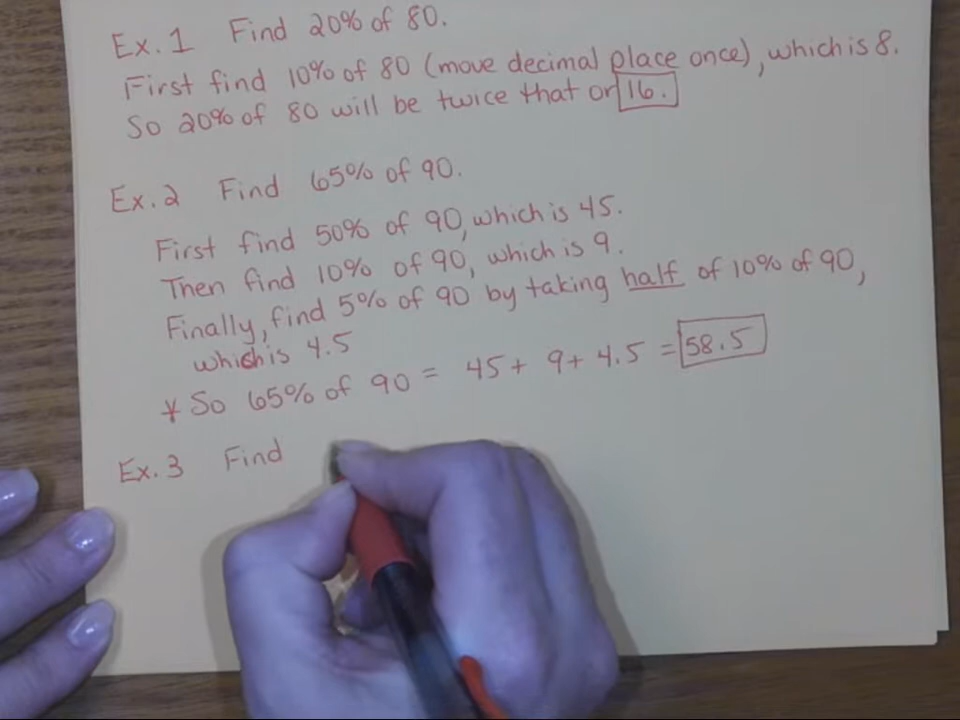 Ex. 1 Find 20% of 80.
First find 10% of 80 (move decimal place once), which is 8.
So 20% of 80 will be twice that or 16.
Ex. 2 Find 65% of 90.
First find 50% of 90, which is 45.
Then find 10% of 90, which is 9.
Finally, find 5% of 90 by taking half of 10% of 90,
which is 4.5
* So 65% of 90 = 45 + 9 + 4.5 = 58.5
Ex. 3 Find